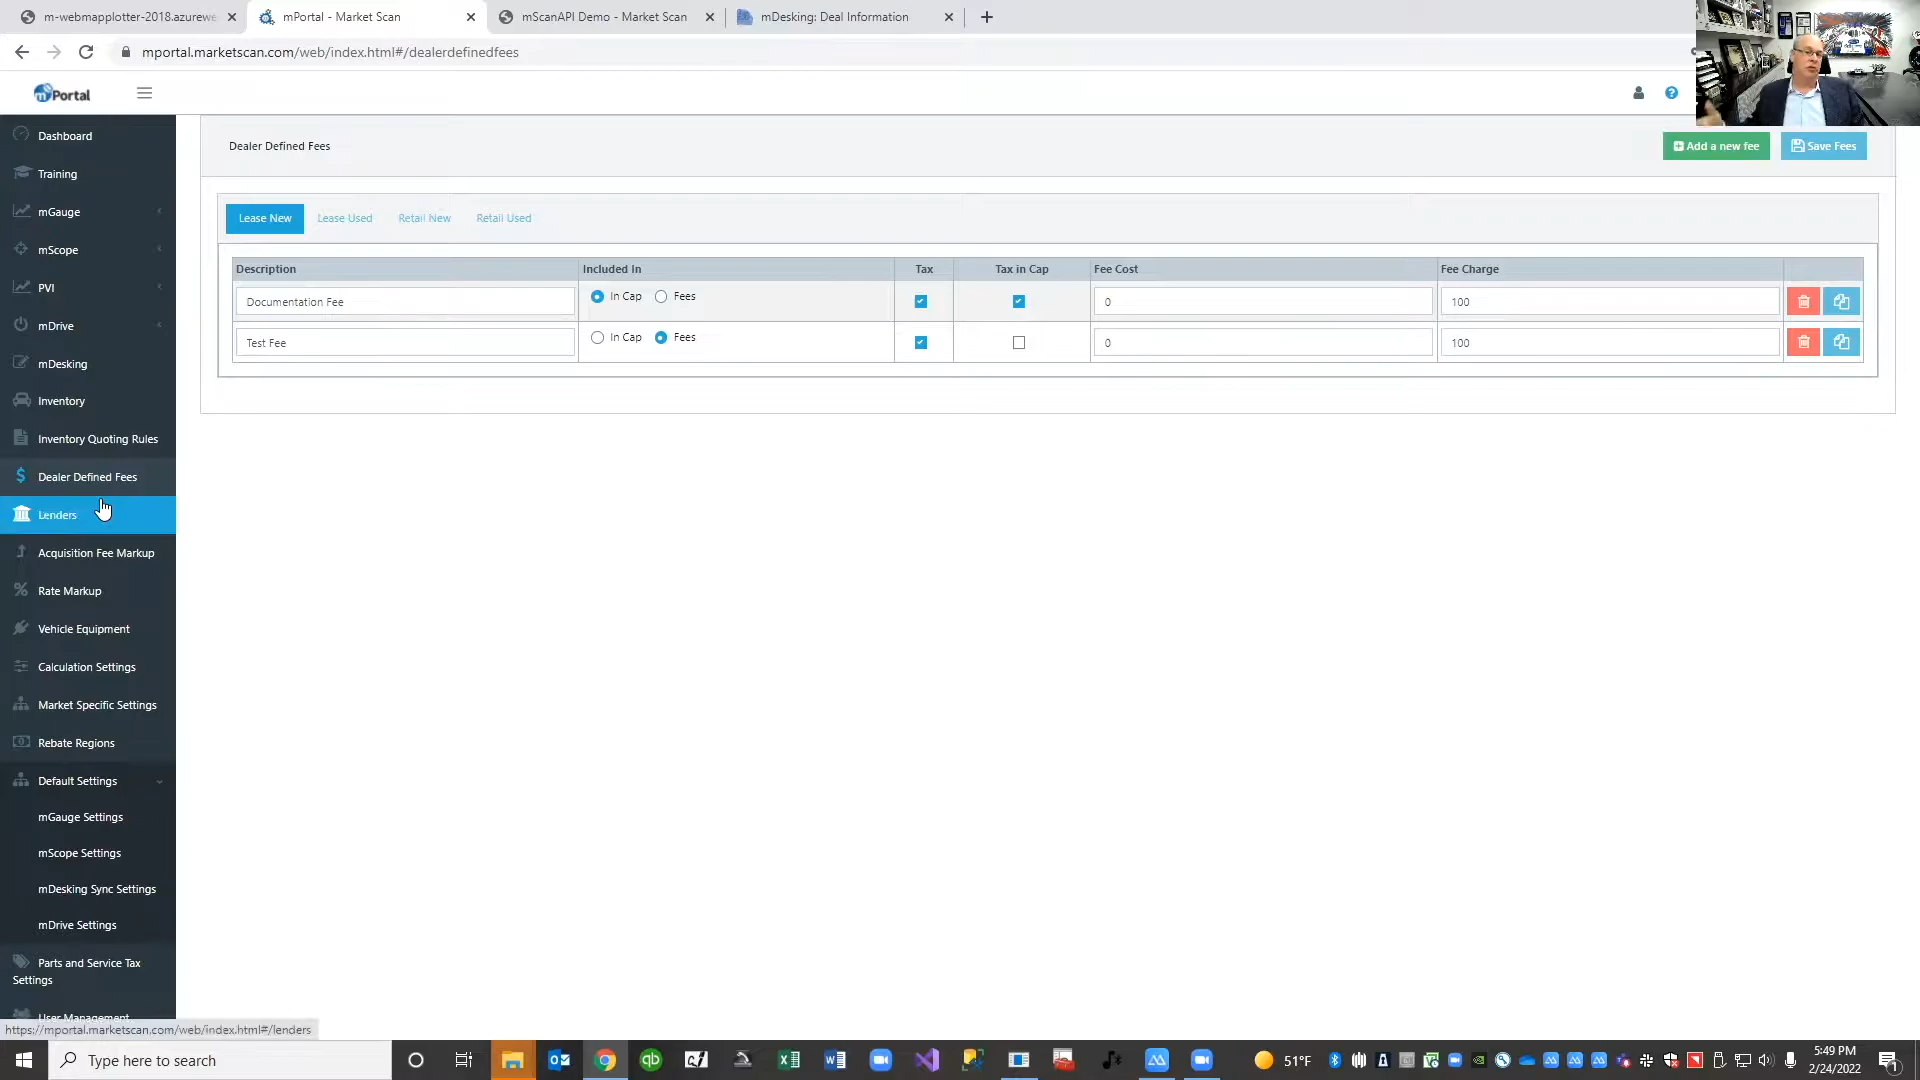 m-webmapplotter-2018.azurewe
mPortal - Market Scan
mScanAPI Demo - Market Scan
mDesking: Deal Information
mportal.marketscan.com/web/index.html#/dealerdefinedfees
mPortal
Dashboard
Training
mGauge
mScope
PVI
mDrive
mDesking
Inventory
Inventory Quoting Rules
Dealer Defined Fees
Lenders
Acquisition Fee Markup
Rate Markup
Vehicle Equipment
Calculation Settings
Market Specific Settings
Rebate Regions
Default Settings
mGauge Settings
mScope Settings
mDesking Sync Settings
mDrive Settings
Parts and Service Tax
Settings
User Management
https://mportal.marketscan.com/web/index.html#/lenders
Dealer Defined Fees
Add a new fee
Save Fees
Lease New
Lease Used
Retail New
Retail Used
Description Included In Tax Tax in Cap Fee Cost Fee Charge
Documentation Fee In Cap Fees 0 100
Test Fee In Cap Fees 0 100
Type here to search
51°F
5:49 PM
2/24/2022